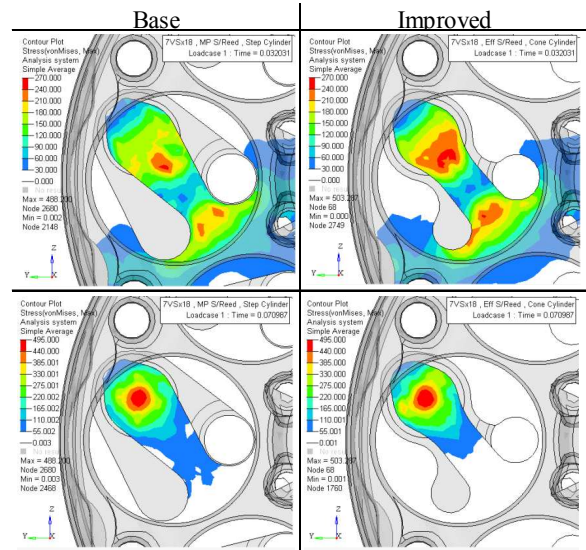 Base
Improved
Contour Plot
Stress(vonMises, Max)
Analysis system
Simple Average
270.000
240.000
210.000
180.000
150.000
120.000
90.000
60.000
30.000
0.000
No resu
Max = 488.200
Node 2680
Min = 0.002
Node 2148
7VSx18 , MP S/Reed , Step Cylinder
Loadcase 1 : Time = 0.032031
Z
Y
X
Contour Plot
Stress(vonMises, Max)
Analysis system
Simple Average
270.000
240.000
210.000
180.000
150.000
120.000
90.000
60.000
30.000
0.000
No resu
Max = 503.287
Node 68
Min = 0.000
Node 2749
7VSx18 , Eff S/Reed , Cone Cylinder
Loadcase 1 : Time = 0.032031
Z
Y
X
Contour Plot
Stress(vonMises, Max)
Analysis system
Simple Average
495.000
440.000
385.001
330.001
275.001
220.002
165.002
110.002
55.002
0.003
No resu
Max = 488.200
Node 2680
Min = 0.003
Node 2468
7VSx18 , MP S/Reed , Step Cylinder
Loadcase 1 : Time = 0.070987
Z
Y
X
Contour Plot
Stress(vonMises, Max)
Analysis system
Simple Average
495.000
440.000
385.000
330.000
275.000
220.001
165.001
110.001
55.001
0.001
No resu
Max = 503.287
Node 68
Min = 0.001
Node 1760
7VSx18 , Eff S/Reed , Cone Cylinder
Loadcase 1 : Time = 0.070987
Z
Y
X